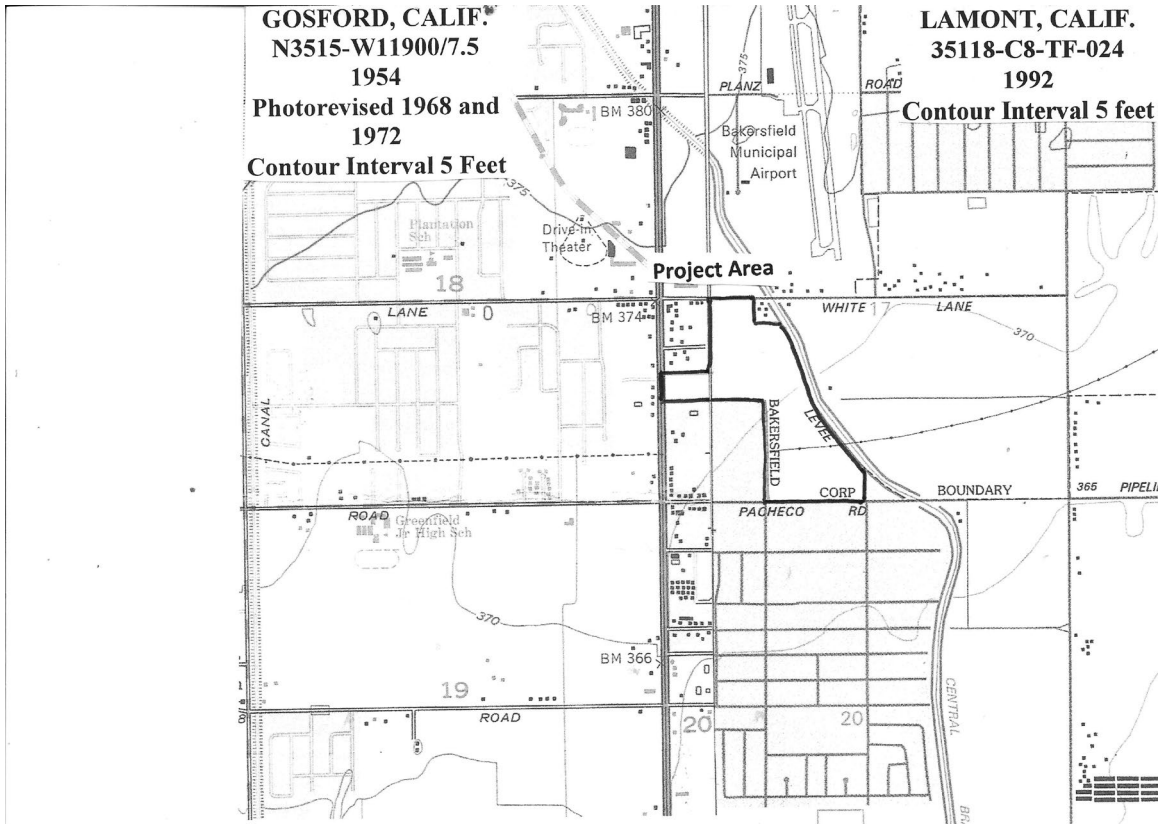 GOSFORD, CALIF.
N3515-W11900/7.5
1954
Photorevised 1968 and
1972
Contour Interval 5 Feet
LAMONT, CALIF.
35118-C8-TF-024
1992
Contour Interval 5 feet
375
PLANZ
ROAD
BM 380
Bakersfield
Municipal
Airport
375
Plantation
Sch
Drive-in
Theater
18
Project Area
LANE
0
BM 374
WHITE
17
LANE
370
CANAL
BAKERSFIELD
LEVEE
CORP
BOUNDARY
365
ROAD
PACHECO
RD
Greenfield
Jr High Sch
370
BM 366
19
ROAD
20
20
CENTRAL